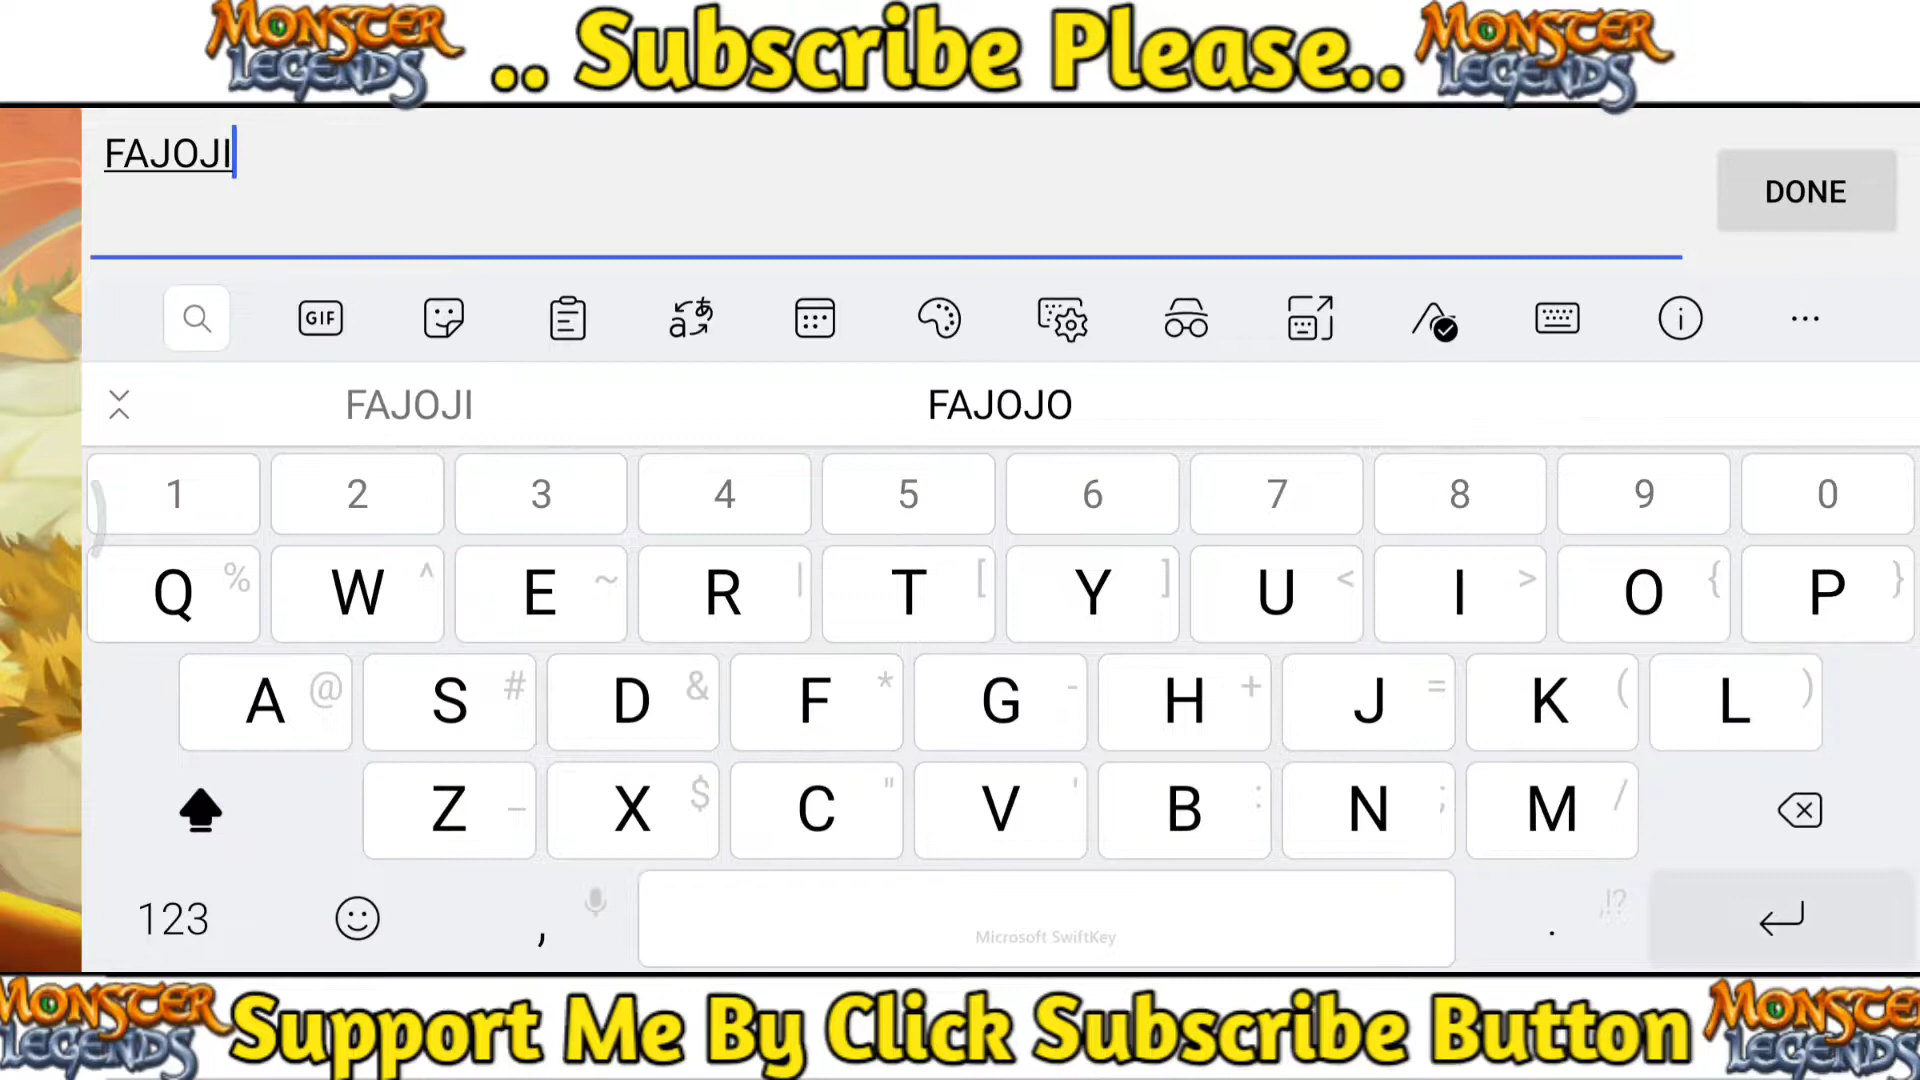 MONSTER LEGENDS .. Subscribe Please.. MONSTER LEGENDS
FAJOJI
DONE
GIF
a あ
FAJOJI FAJOJO
1 2 3 4 5 6 7 8 9 0
Q % W ^ E ~ R | T [ Y ] U < I > O { P }
A @ S # D & F * G - H + J = K ( L )
Z _ X $ C " V ' B : N ; M /
123 , . ,!?
Microsoft SwiftKey
MONSTER LEGENDS Support Me By Click Subscribe Button MONSTER LEGENDS